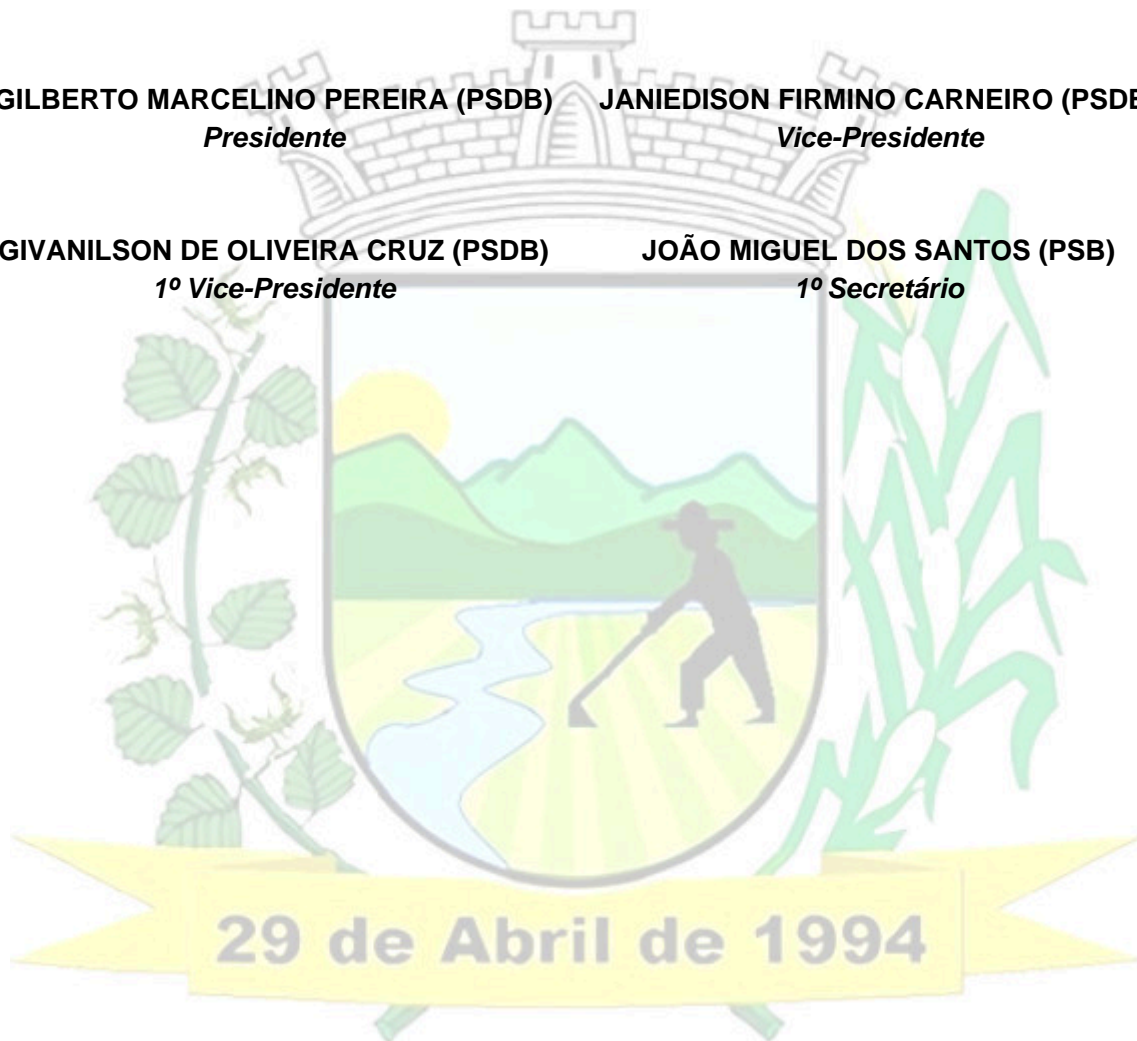 GILBERTO MARCELINO PEREIRA (PSDB) JANIEDISON FIRMINO CARNEIRO (PSDB
Presidente Vice-Presidente
GIVANILSON DE OLIVEIRA CRUZ (PSDB) JOÃO MIGUEL DOS SANTOS (PSB)
1º Vice-Presidente 1º Secretário
29 de Abril de 1994